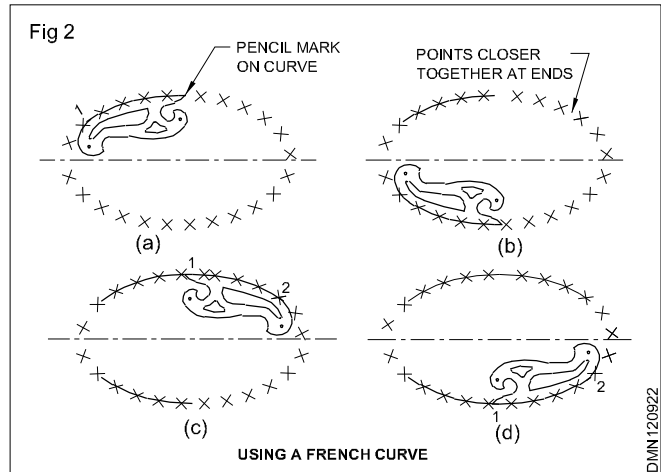 Fig 2
PENCIL MARK
ON CURVE
POINTS CLOSER
TOGETHER AT ENDS
1
(a)
(b)
1
2
(c)
1
2
(d)
USING A FRENCH CURVE
DMN120922